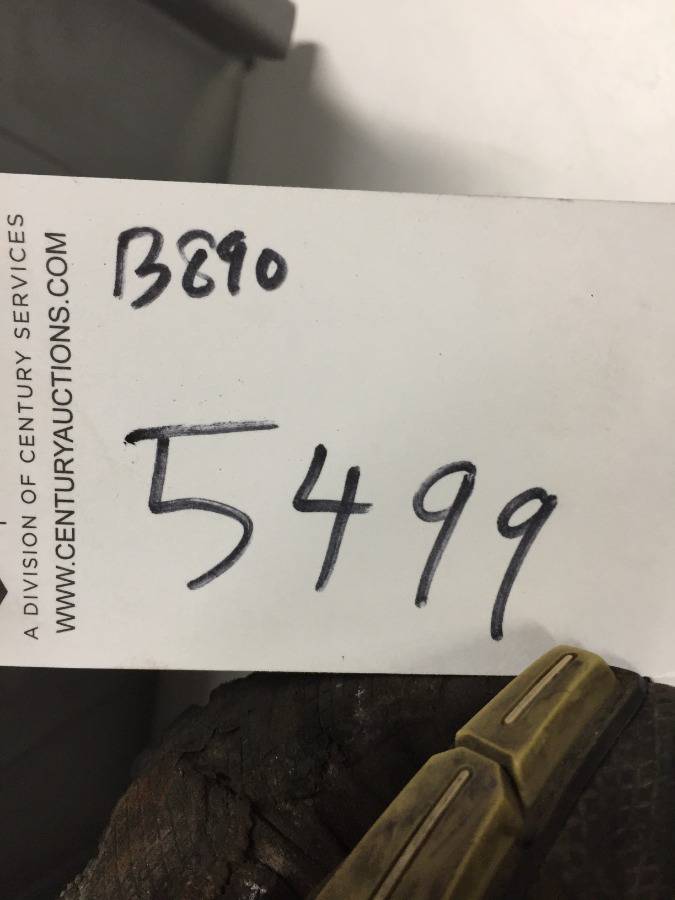 A DIVISION OF CENTURY SERVICES
WWW.CENTURYAUCTIONS.COM
B890
5499